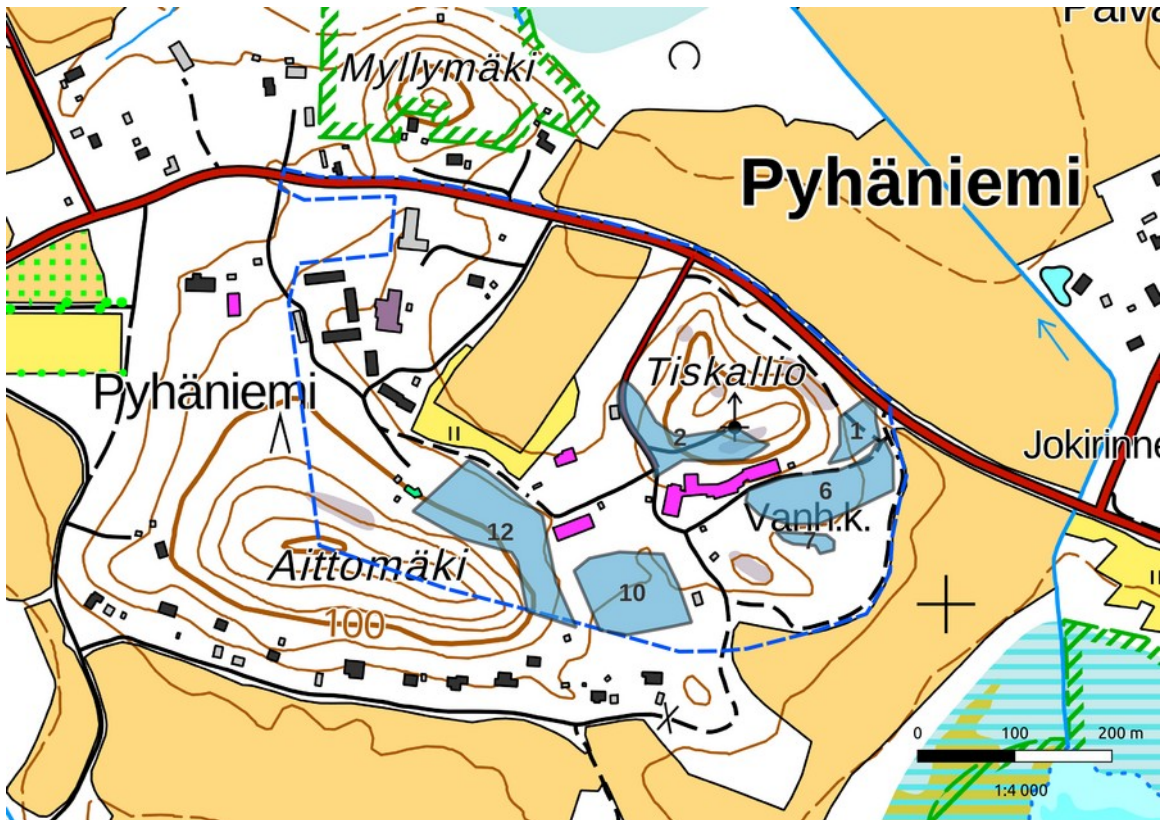 Myllymäki
Pyhäniemi
Tiskallio
Pyhäniemi
II
2
1
Jokirinne
6
Vanh.k.
12
7
Aittomäki
10
100
II
0 100 200 m
1:4 000